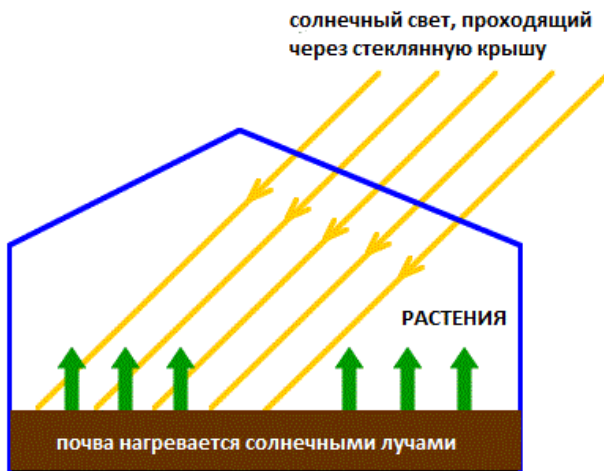 солнечный свет, проходящий
через стеклянную крышу
РАСТЕНИЯ
почва нагревается солнечными лучами